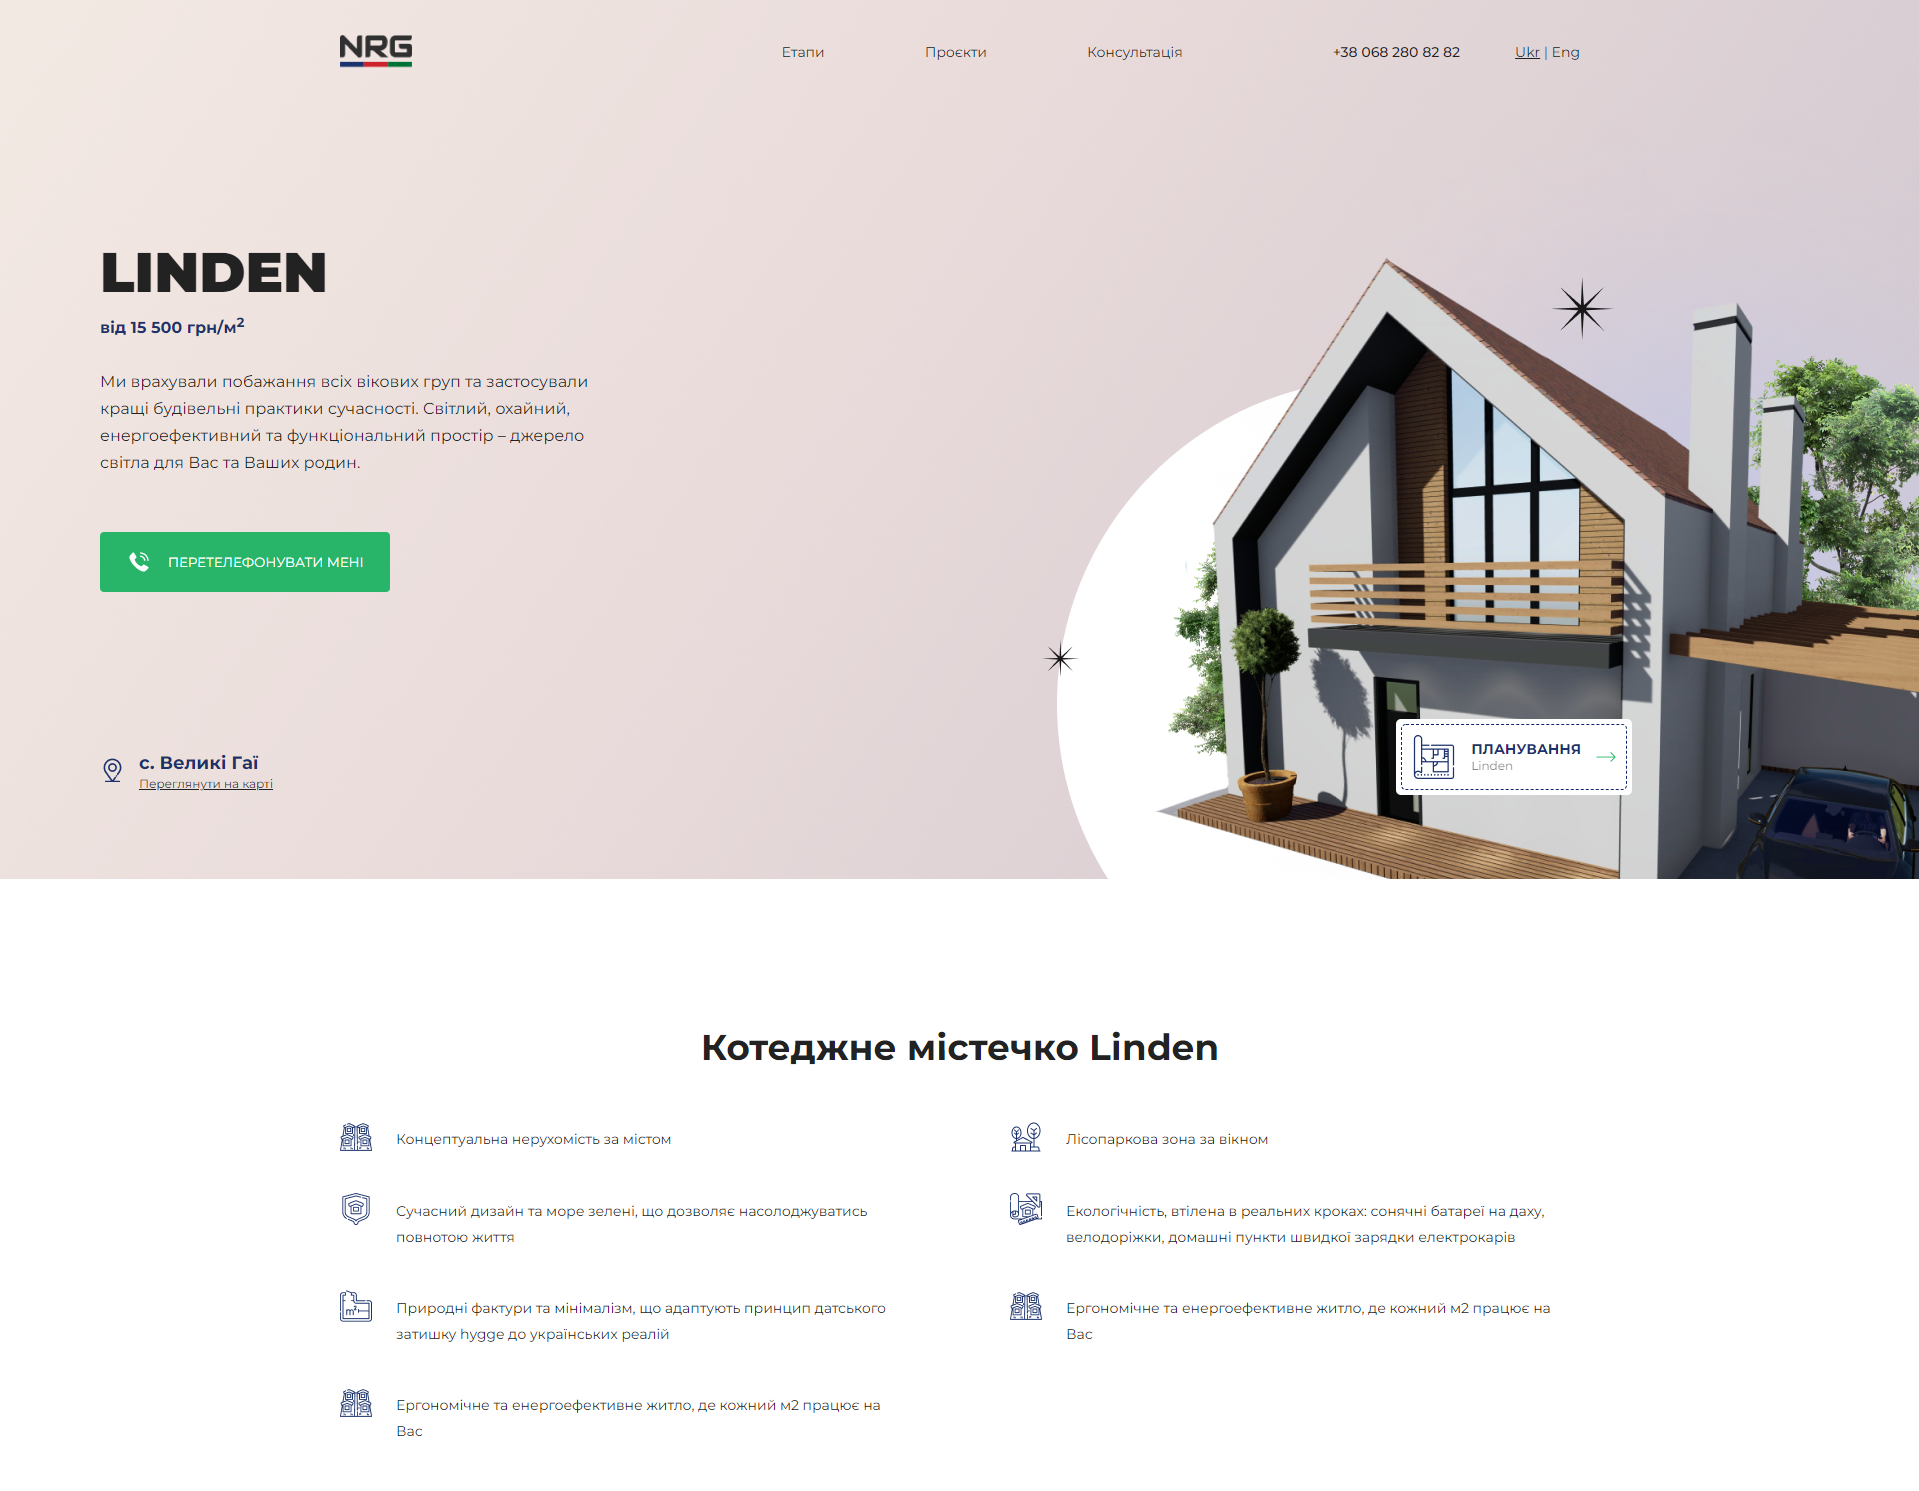 NRG
Етапи
Проєкти
Консультація
+38 068 280 82 82
Ukr | Eng
LINDEN
від 15 500 грн/м²
Ми врахували побажання всіх вікових груп та застосували
кращі будівельні практики сучасності. Світлий, охайний,
енергоефективний та функціональний простір – джерело
світла для Вас та Ваших родин.
ПЕРЕТЕЛЕФОНУВАТИ МЕНІ
с. Великі Гаї
Переглянути на карті
ПЛАНУВАННЯ
Linden
Котеджне містечко Linden
Концептуальна нерухомість за містом
Лісопаркова зона за вікном
Сучасний дизайн та море зелені, що дозволяє насолоджуватись
повнотою життя
Екологічність, втілена в реальних кроках: сонячні батареї на даху,
велодоріжки, домашні пункти швидкої зарядки електрокарів
m²
Природні фактури та мінімалізм, що адаптують принцип датського
затишку hygge до українських реалій
Ергономічне та енергоефективне житло, де кожний м2 працює на
Вас
Ергономічне та енергоефективне житло, де кожний м2 працює на
Вас